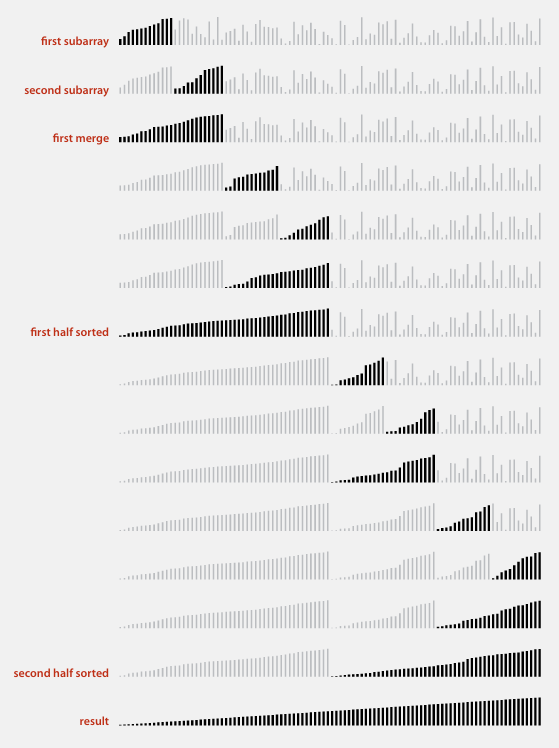 first subarray
second subarray
first merge
first half sorted
second half sorted
result